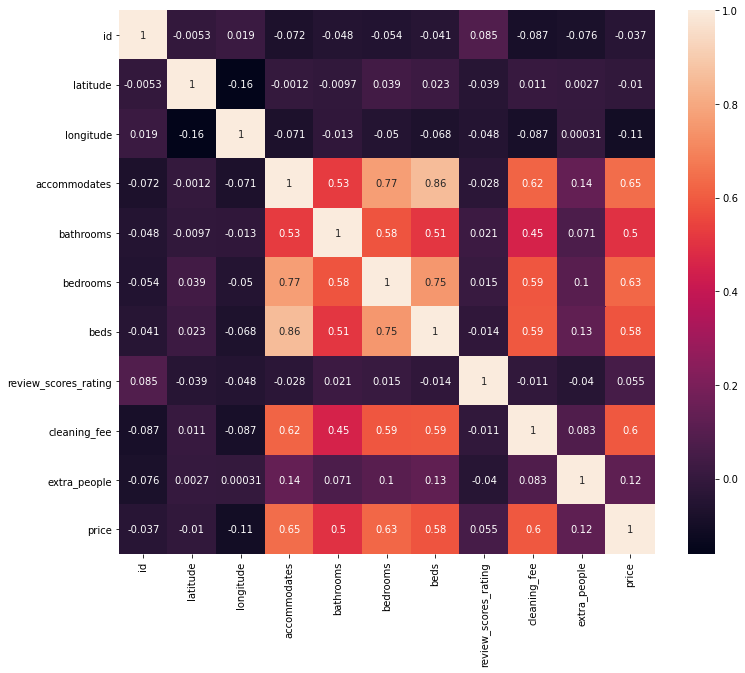 id 1 -0.0053 0.019 -0.072 -0.048 -0.054 -0.041 0.085 -0.087 -0.076 -0.037
latitude -0.0053 1 -0.16 -0.0012 -0.0097 0.039 0.023 -0.039 0.011 0.0027 -0.01
longitude 0.019 -0.16 1 -0.071 -0.013 -0.05 -0.068 -0.048 -0.087 0.00031 -0.11
accommodates -0.072 -0.0012 -0.071 1 0.53 0.77 0.86 -0.028 0.62 0.14 0.65
bathrooms -0.048 -0.0097 -0.013 0.53 1 0.58 0.51 0.021 0.45 0.071 0.5
bedrooms -0.054 0.039 -0.05 0.77 0.58 1 0.75 0.015 0.59 0.1 0.63
beds -0.041 0.023 -0.068 0.86 0.51 0.75 1 -0.014 0.59 0.13 0.58
review_scores_rating 0.085 -0.039 -0.048 -0.028 0.021 0.015 -0.014 1 -0.011 -0.04 0.055
cleaning_fee -0.087 0.011 -0.087 0.62 0.45 0.59 0.59 -0.011 1 0.083 0.6
extra_people -0.076 0.0027 0.00031 0.14 0.071 0.1 0.13 -0.04 0.083 1 0.12
price -0.037 -0.01 -0.11 0.65 0.5 0.63 0.58 0.055 0.6 0.12 1
id
latitude
longitude
accommodates
bathrooms
bedrooms
beds
review_scores_rating
cleaning_fee
extra_people
price
1.0
0.8
0.6
0.4
0.2
0.0